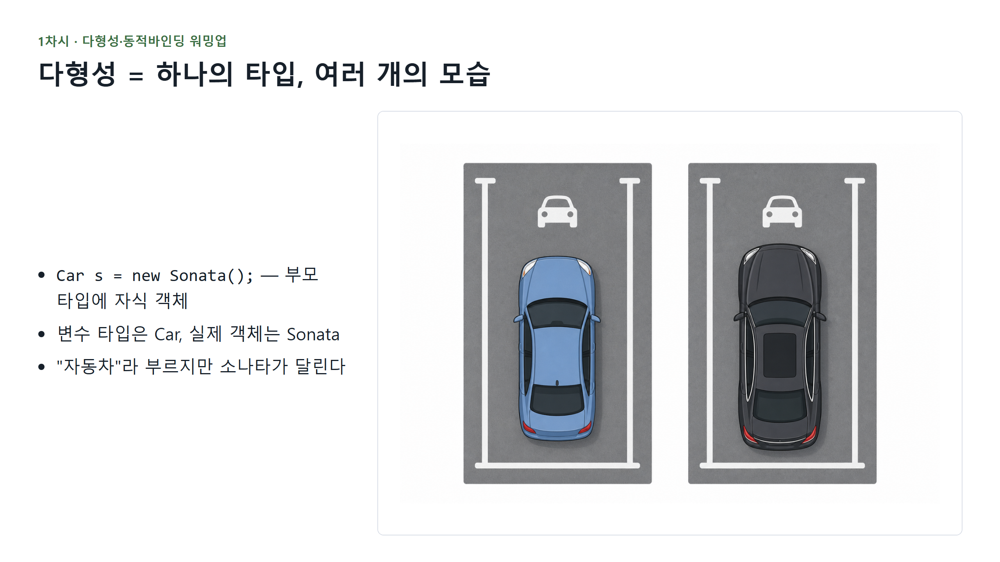 1차시 · 다형성·동적바인딩 워밍업
다형성 = 하나의 타입, 여러 개의 모습
• Car s = new Sonata(); — 부모
타입에 자식 객체
• 변수 타입은 Car, 실제 객체는 Sonata
• "자동차"라 부르지만 소나타가 달린다